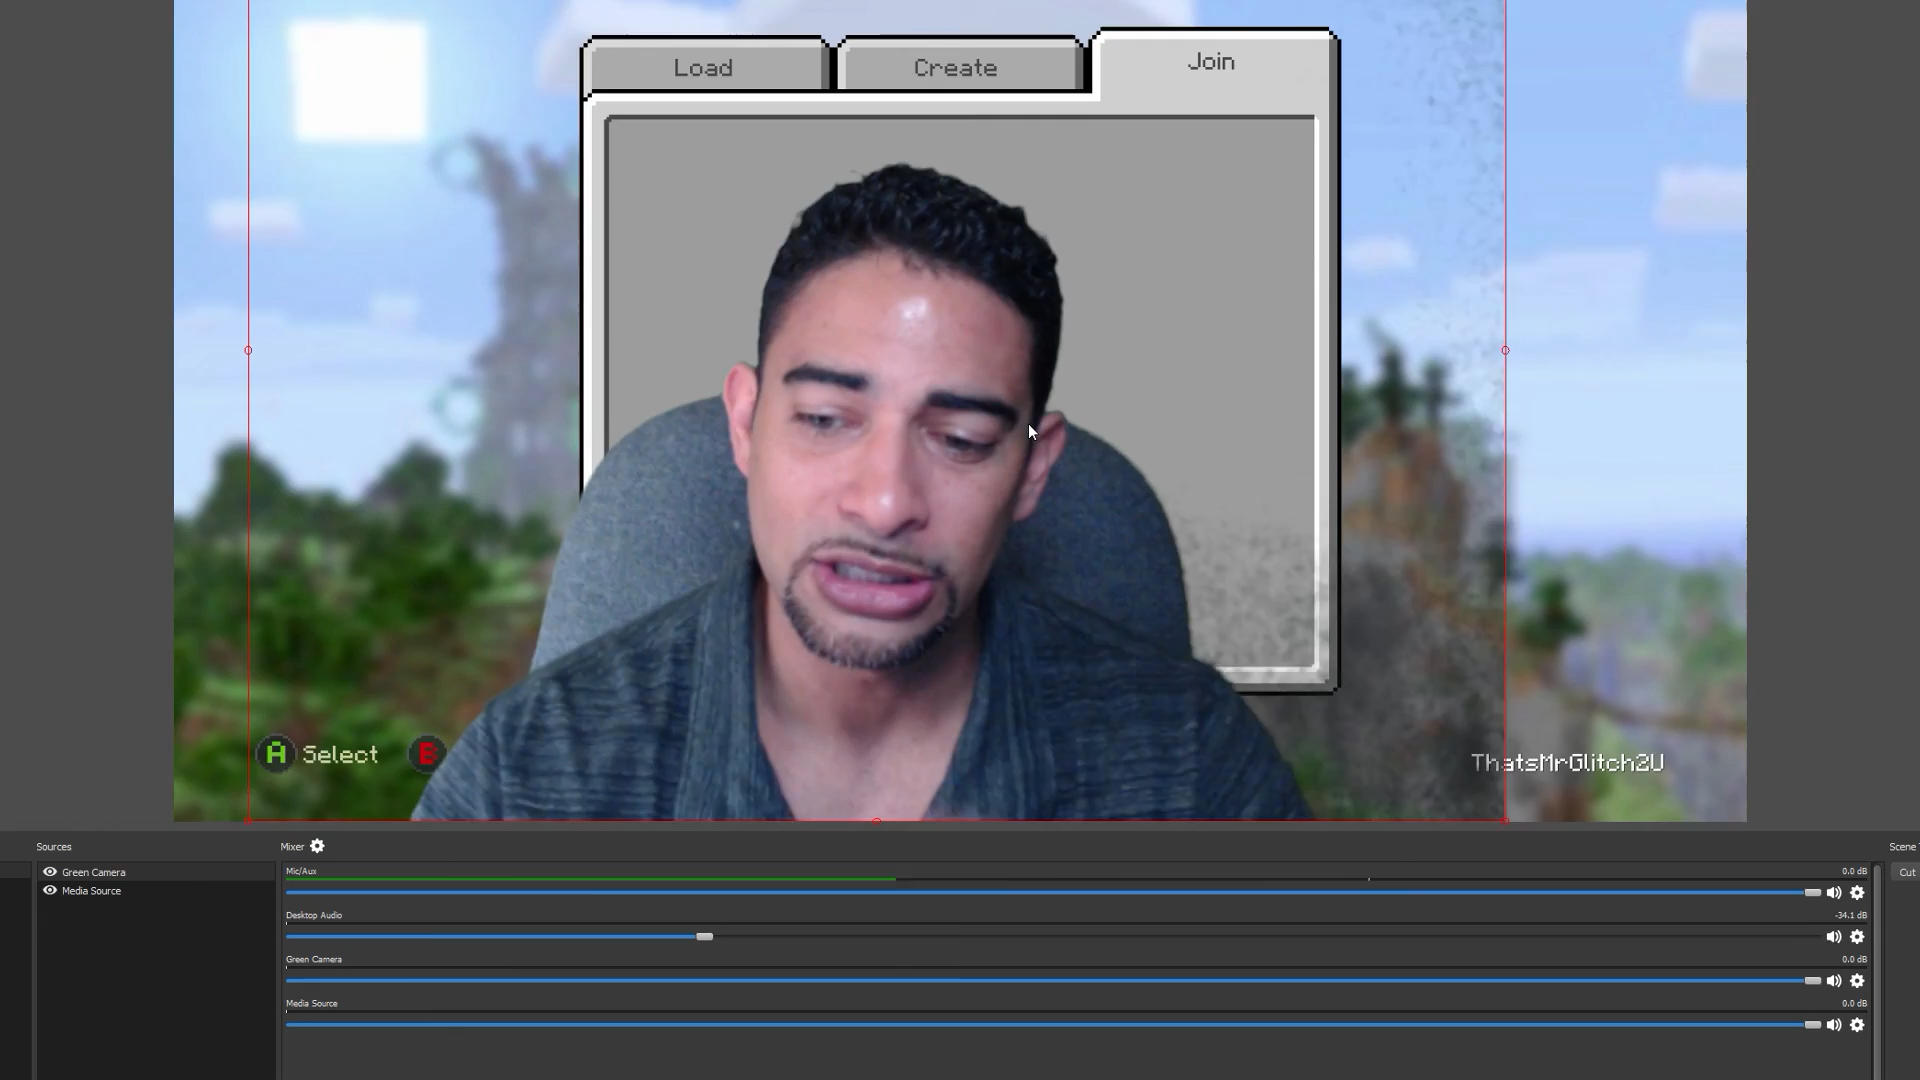 Load
Create
Join
A Select
B
ThatsMrGlitch2U
Sources
Mixer
Scene
Cut
Green Camera
Media Source
Mic/Aux
0.0 dB
Desktop Audio
-34.1 dB
Green Camera
0.0 dB
Media Source
0.0 dB